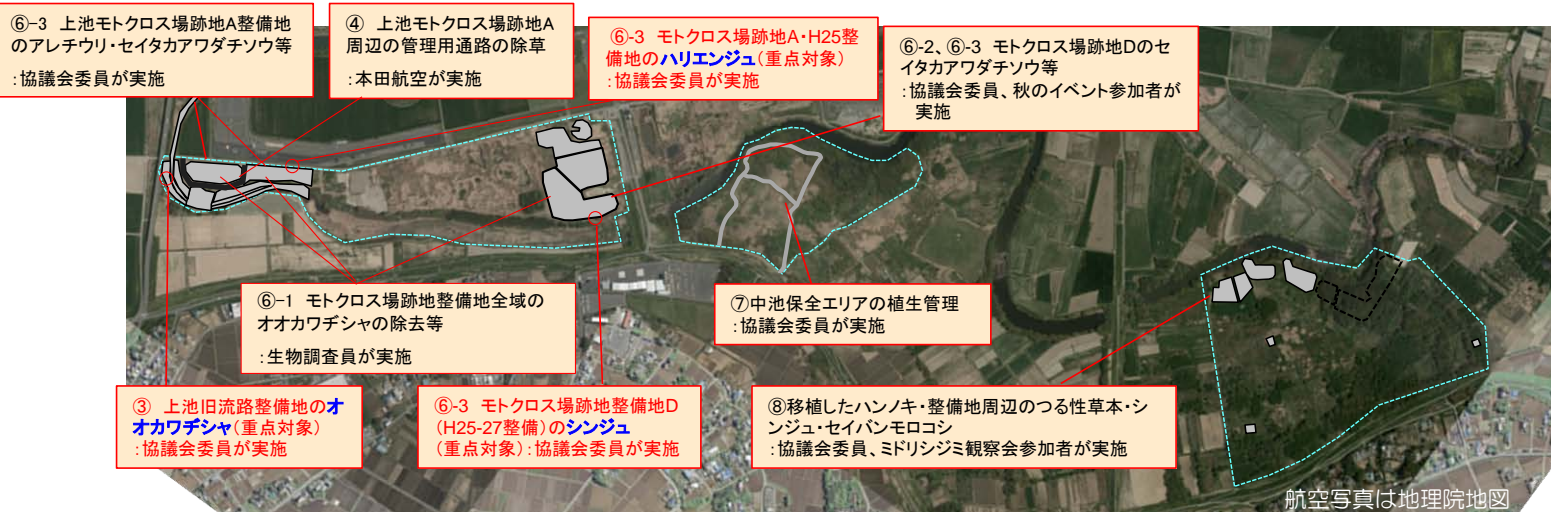 ⑥-3 上池モトクロス場跡地A整備地
のアレチウリ・セイタカアワダチソウ等
:協議会委員が実施
④ 上池モトクロス場跡地A
周辺の管理用通路の除草
:本田航空が実施
⑥-3 モトクロス場跡地A・H25整
備地のハリエンジュ(重点対象)
:協議会委員が実施
⑥-2、⑥-3 モトクロス場跡地Dのセ
イタカアワダチソウ等
:協議会委員、秋のイベント参加者が
実施
⑥-1 モトクロス場跡地整備地全域の
オオカワヂシャの除去等
:生物調査員が実施
⑦中池保全エリアの植生管理
:協議会委員が実施
③ 上池旧流路整備地のオ
オカワヂシャ(重点対象)
:協議会委員が実施
⑥-3 モトクロス場跡地整備地D
(H25-27整備)のシンジュ
(重点対象):協議会委員が実施
⑧移植したハンノキ・整備地周辺のつる性草本・シ
ンジュ・セイバンモロコシ
:協議会委員、ミドリシジミ観察会参加者が実施
航空写真は地理院地図